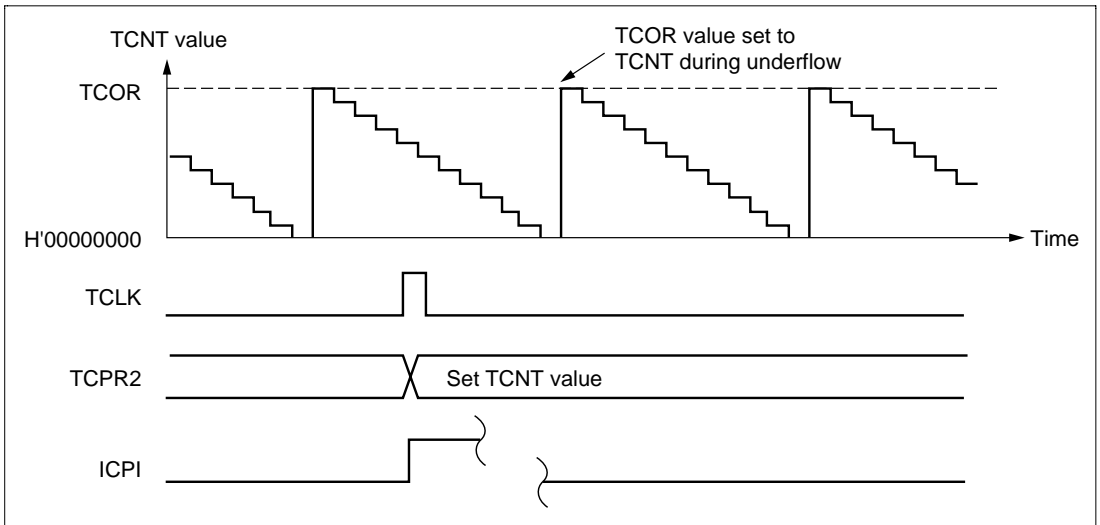 TCNT value
TCOR value set to
TCNT during underflow
TCOR
H'00000000
Time
TCLK
TCPR2
Set TCNT value
ICPI